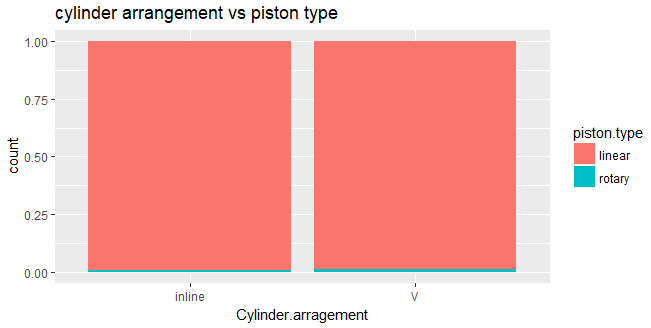 cylinder arrangement vs piston type
1.00
0.75
0.50
0.25
0.00
count
inline
V
Cylinder.arragement
piston.type
linear
rotary